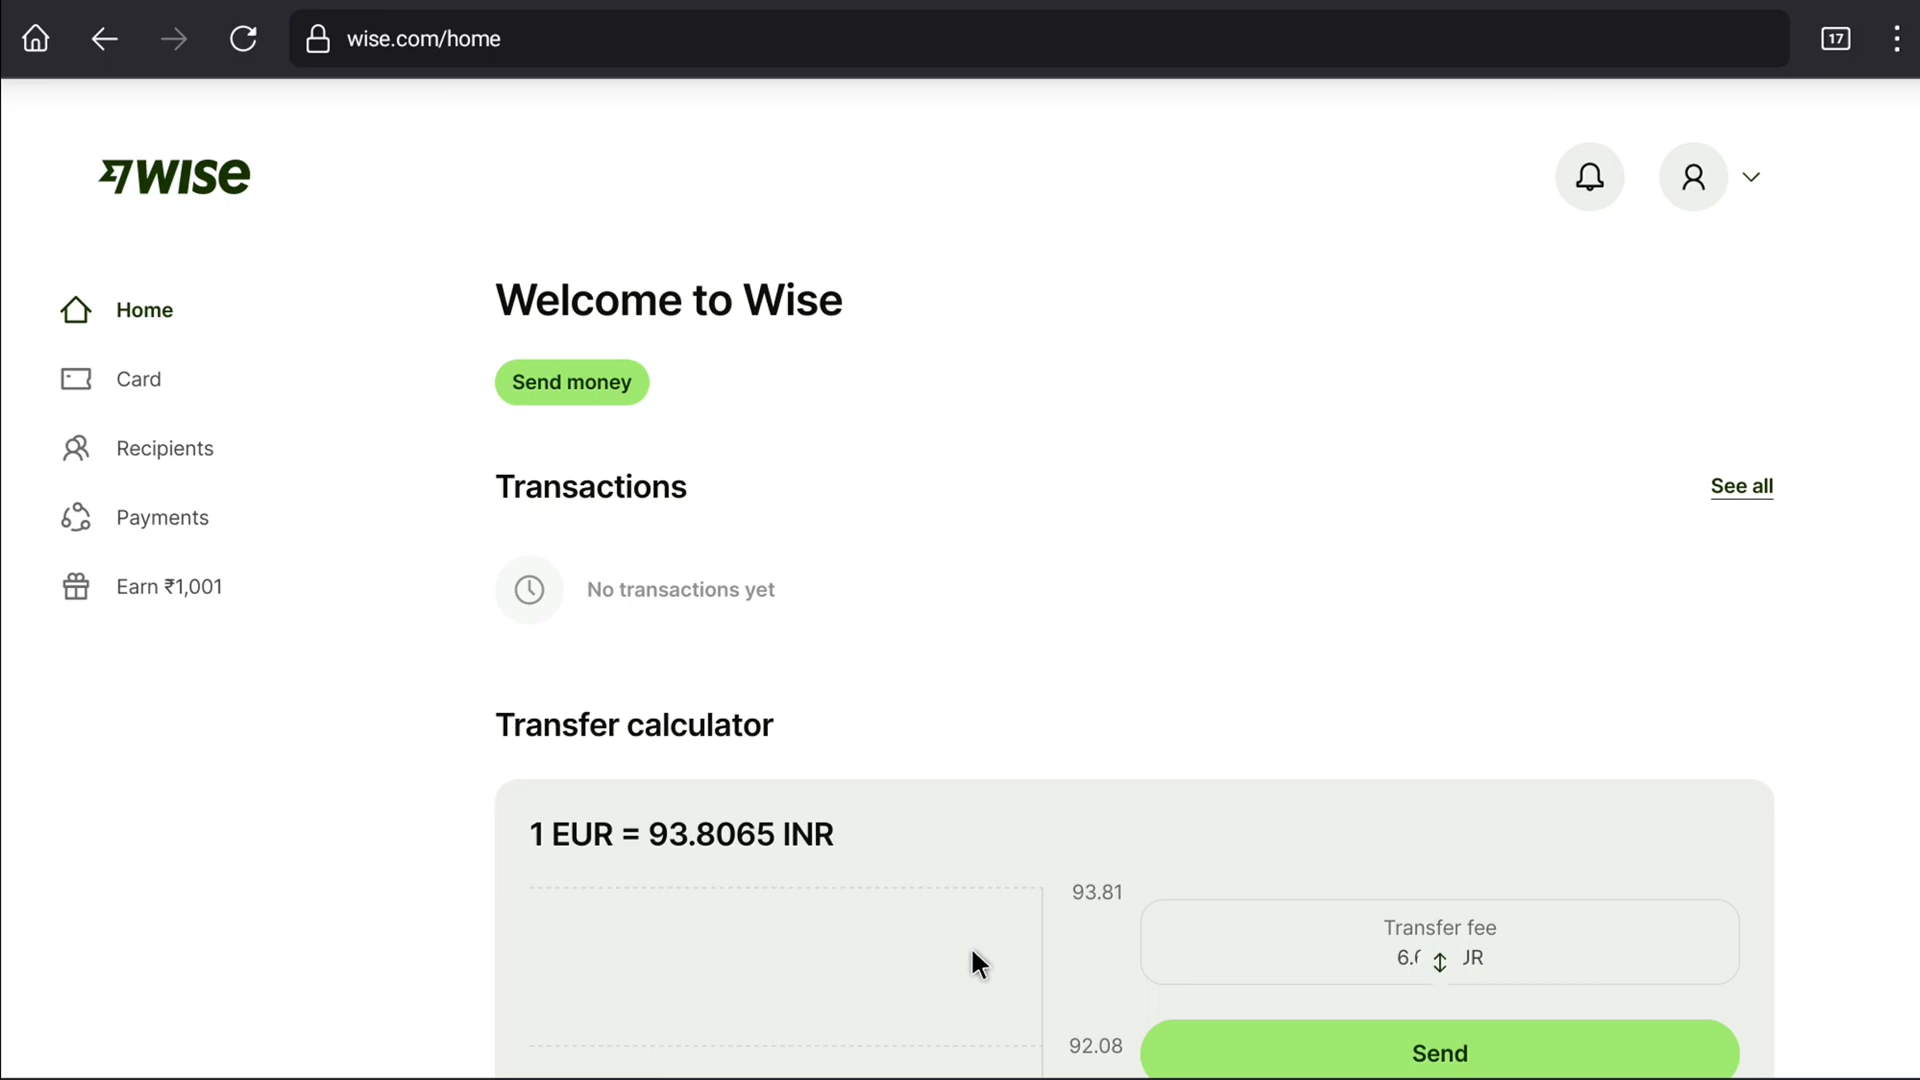 wise.com/home
17
WISE
Home
Card
Recipients
Payments
Earn ₹1,001
Welcome to Wise
Send money
Transactions
See all
No transactions yet
Transfer calculator
1 EUR = 93.8065 INR
93.81
92.08
Transfer fee
Send